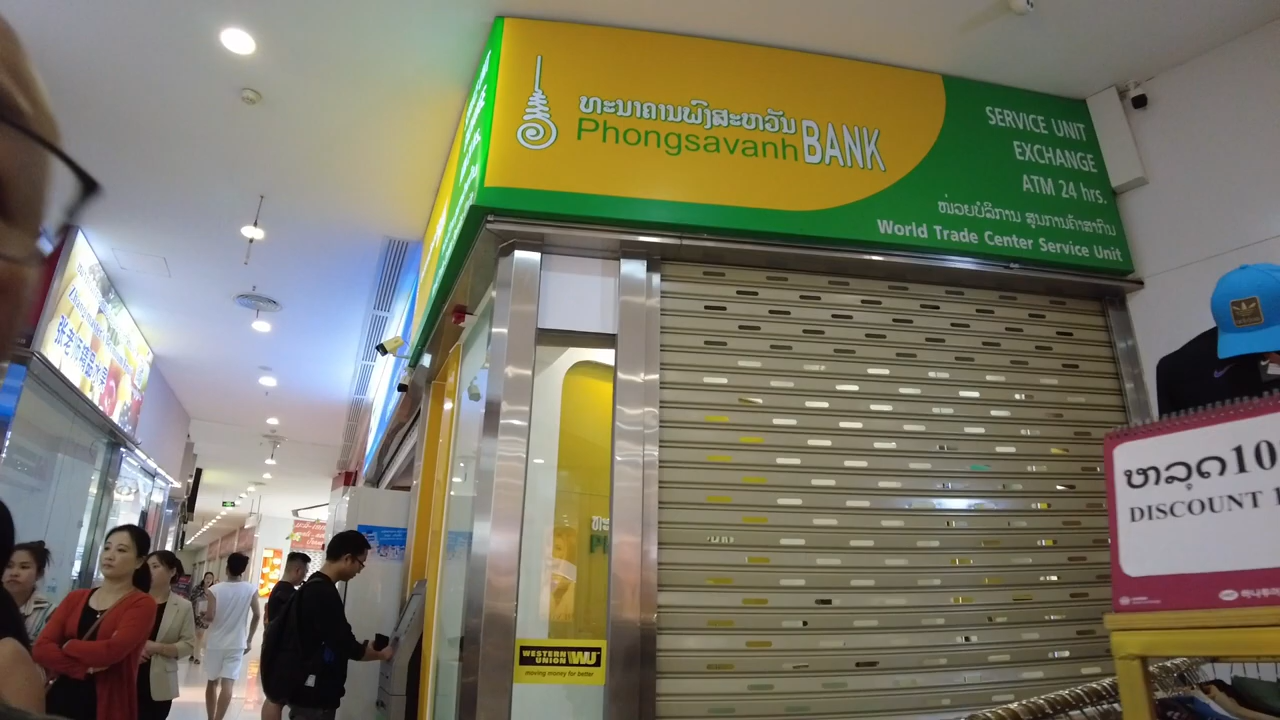 ທະນາຄານພົງສະຫວັນ
Phongsavanh BANK
SERVICE UNIT
EXCHANGE
ATM 24 hrs.
ໜ່ວຍບໍລິການ ສູນການຄ້າສາກົນ
World Trade Center Service Unit
WESTERN
UNION WU
moving money for better
ຫລຸດ10
DISCOUNT 1